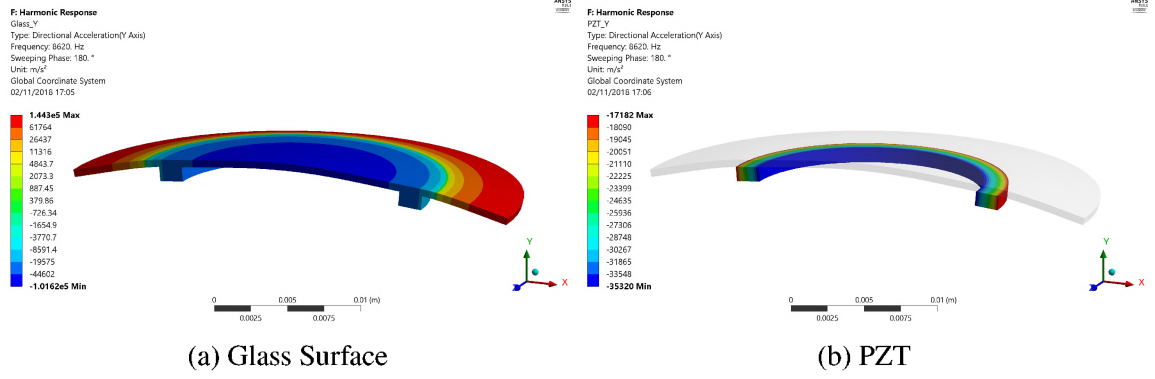 F: Harmonic Response
Glass_Y
Type: Directional Acceleration(Y Axis)
Frequency: 8620. Hz
Sweeping Phase: 180. °
Unit: m/s²
Global Coordinate System
02/11/2018 17:05
1.443e5 Max
61764
26437
11316
4843.7
2073.3
887.45
379.86
-726.34
-1654.9
-3770.7
-8591.4
-19575
-44602
-1.0162e5 Min
Y
X
0
0.005
0.01 (m)
0.0025
0.0075
(a) Glass Surface
ANSYS
F: Harmonic Response
PZT_Y
Type: Directional Acceleration(Y Axis)
Frequency: 8620. Hz
Sweeping Phase: 180. °
Unit: m/s²
Global Coordinate System
02/11/2018 17:06
-17182 Max
-18090
-19045
-20051
-21110
-22225
-23399
-24635
-25936
-27306
-28748
-30267
-31865
-33548
-35320 Min
Y
X
0
0.005
0.01 (m)
0.0025
0.0075
(b) PZT
ANSYS